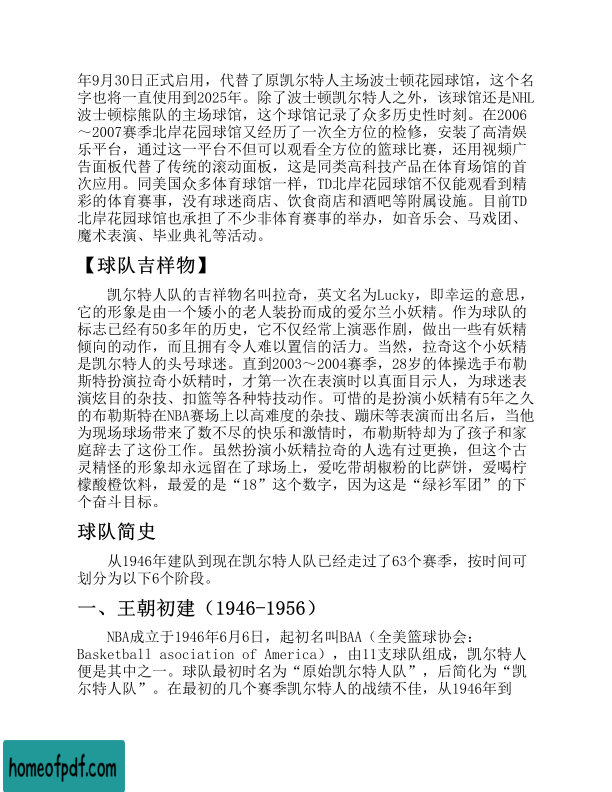 年9月30日正式启用，代替了原凯尔特人主场波士顿花园球馆，这个名
字也将一直使用到2025年。除了波士顿凯尔特人之外，该球馆还是NHL
波士顿棕熊队的主场球馆，这个球馆记录了众多历史性时刻。在2006
～2007赛季北岸花园球馆又经历了一次全方位的检修，安装了高清娱
乐平台，通过这一平台不但可以观看全方位的篮球比赛，还用视频广
告面板代替了传统的滚动面板，这是同类高科技产品在体育场馆的首
次应用。同美国众多体育球馆一样，TD北岸花园球馆不仅能观看到精
彩的体育赛事，没有球迷商店、饮食商店和酒吧等附属设施。目前TD
北岸花园球馆也承担了不少非体育赛事的举办，如音乐会、马戏团、
魔术表演、毕业典礼等活动。
【球队吉样物】
凯尔特人队的吉祥物名叫拉奇，英文名为Lucky，即幸运的意思，
它的形象是由一个矮小的老人装扮而成的爱尔兰小妖精。作为球队的
标志已经有50多年的历史，它不仅经常上演恶作剧，做出一些有妖精
倾向的动作，而且拥有令人难以置信的活力。当然，拉奇这个小妖精
是凯尔特人的头号球迷。直到2003～2004赛季，28岁的体操选手布勒
斯特扮演拉奇小妖精时，才第一次在表演时以真面目示人，为球迷表
演炫目的杂技、扣篮等各种特技动作。可惜的是扮演小妖精有5年之久
的布勒斯特在NBA赛场上以高难度的杂技、蹦床等表演而出名后，当他
为现场球场带来了数不尽的快乐和激情时，布勒斯特却为了孩子和家
庭辞去了这份工作。虽然扮演小妖精拉奇的人选有过更换，但这个古
灵精怪的形象却永远留在了球场上，爱吃带胡椒粉的比萨饼，爱喝柠
檬酸橙饮料，最爱的是“18”这个数字，因为这是“绿衫军团”的下
个奋斗目标。
球队简史
从1946年建队到现在凯尔特人队已经走过了63个赛季，按时间可
划分为以下6个阶段。
一、王朝初建（1946-1956）
NBA成立于1946年6月6日，起初名叫BAA（全美篮球协会：
Basketball asociation of America），由11支球队组成，凯尔特人
便是其中之一。球队最初时名为“原始凯尔特人队”，后简化为“凯
尔特人队”。在最初的几个赛季凯尔特人的战绩不佳，从1946年到
homeofpdf.com